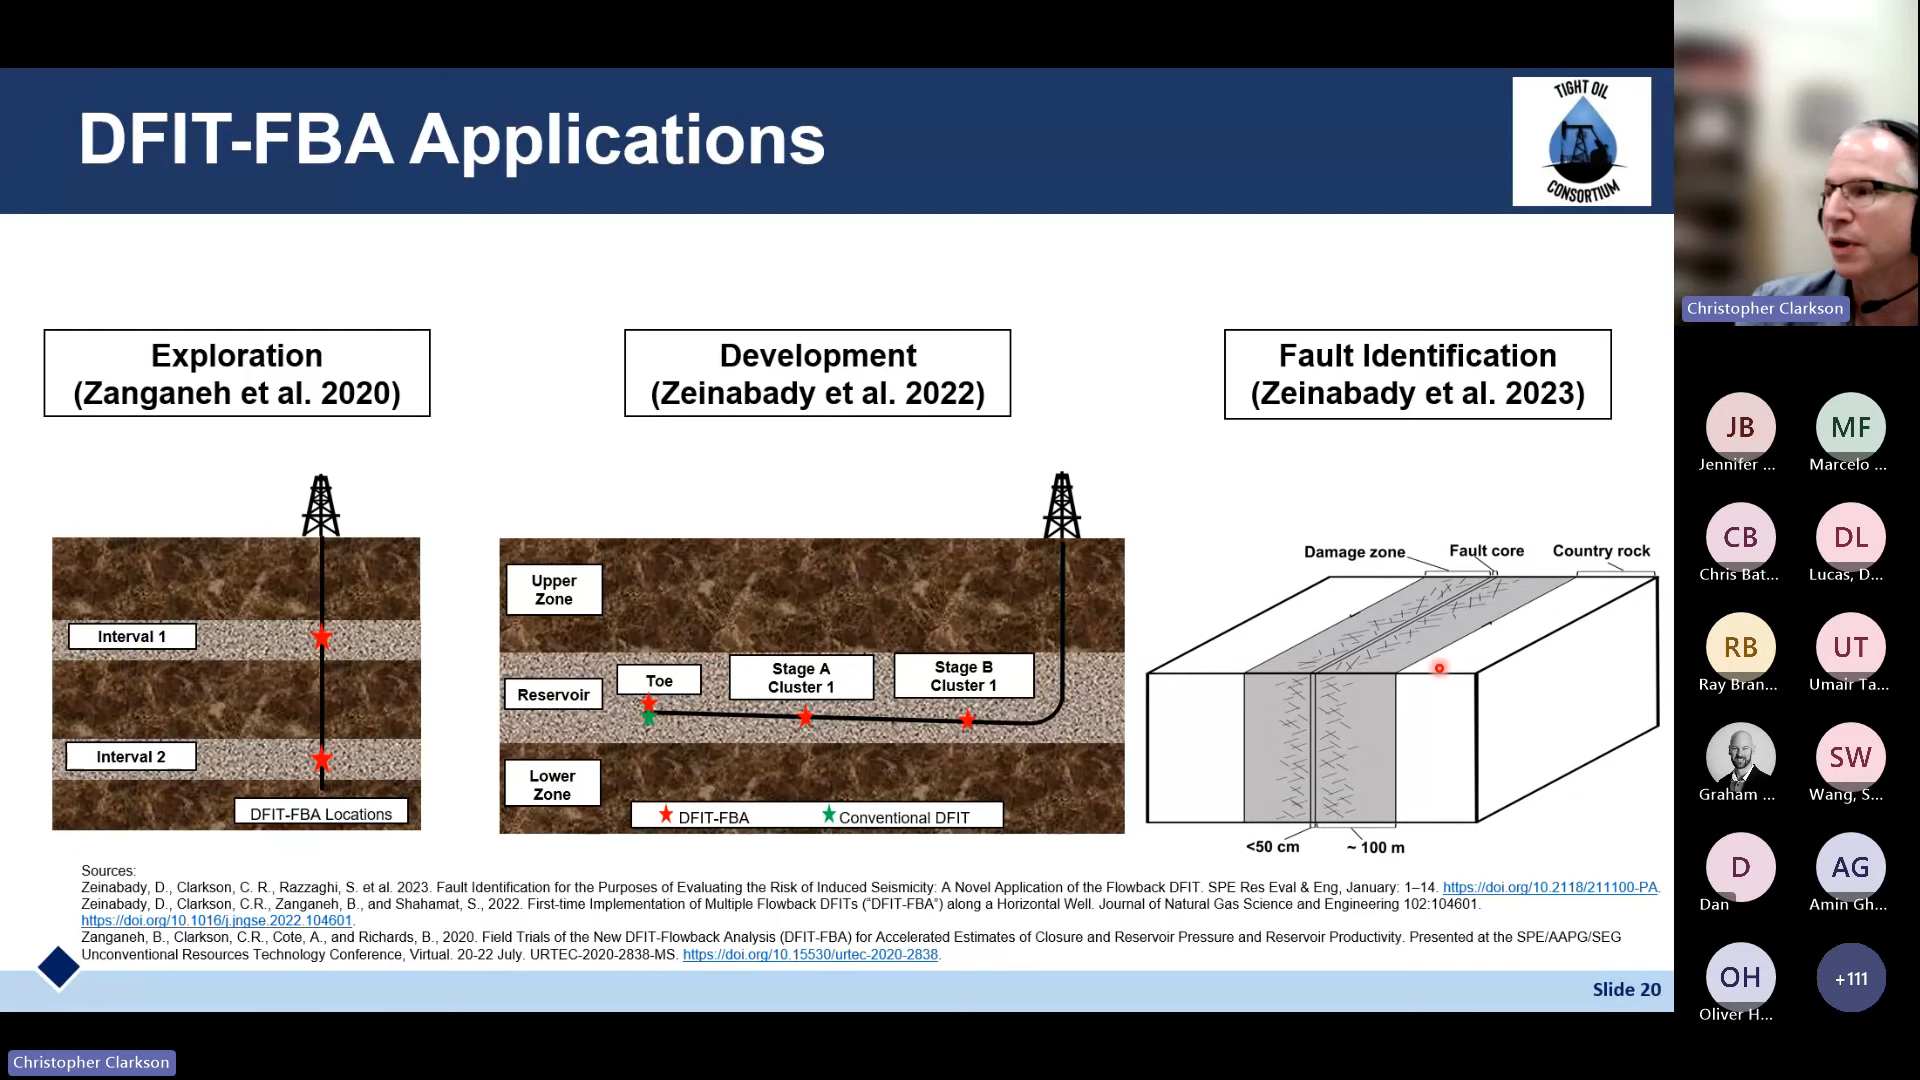 DFIT-FBA Applications
TIGHT OIL
CONSORTIUM
Exploration
(Zanganeh et al. 2020)
Development
(Zeinabady et al. 2022)
Fault Identification
(Zeinabady et al. 2023)
Interval 1
Interval 2
DFIT-FBA Locations
Upper
Zone
Reservoir
Toe
Stage A
Cluster 1
Stage B
Cluster 1
Lower
Zone
DFIT-FBA
Conventional DFIT
Damage zone
Fault core
Country rock
<50 cm
~ 100 m
Sources:
Zeinabady, D., Clarkson, C. R., Razzaghi, S. et al. 2023. Fault Identification for the Purposes of Evaluating the Risk of Induced Seismicity: A Novel Application of the Flowback DFIT. SPE Res Eval & Eng, January: 1–14. https://doi.org/10.2118/211100-PA.
Zeinabady, D., Clarkson, C.R., Zanganeh, B., and Shahamat, S., 2022. First-time Implementation of Multiple Flowback DFITs (“DFIT-FBA”) along a Horizontal Well. Journal of Natural Gas Science and Engineering 102:104601.
https://doi.org/10.1016/j.jngse.2022.104601.
Zanganeh, B., Clarkson, C.R., Cote, A., and Richards, B., 2020. Field Trials of the New DFIT-Flowback Analysis (DFIT-FBA) for Accelerated Estimates of Closure and Reservoir Pressure and Reservoir Productivity. Presented at the SPE/AAPG/SEG
Unconventional Resources Technology Conference, Virtual. 20-22 July. URTEC-2020-2838-MS. https://doi.org/10.15530/urtec-2020-2838.
Slide 20
Christopher Clarkson
Christopher Clarkson
JB
Jennifer ...
MF
Marcelo ...
CB
Chris Bat...
DL
Lucas, D...
RB
Ray Bran...
UT
Umair Ta...
Graham ...
SW
Wang, S...
D
Dan
AG
Amin Gh...
OH
Oliver H...
+111